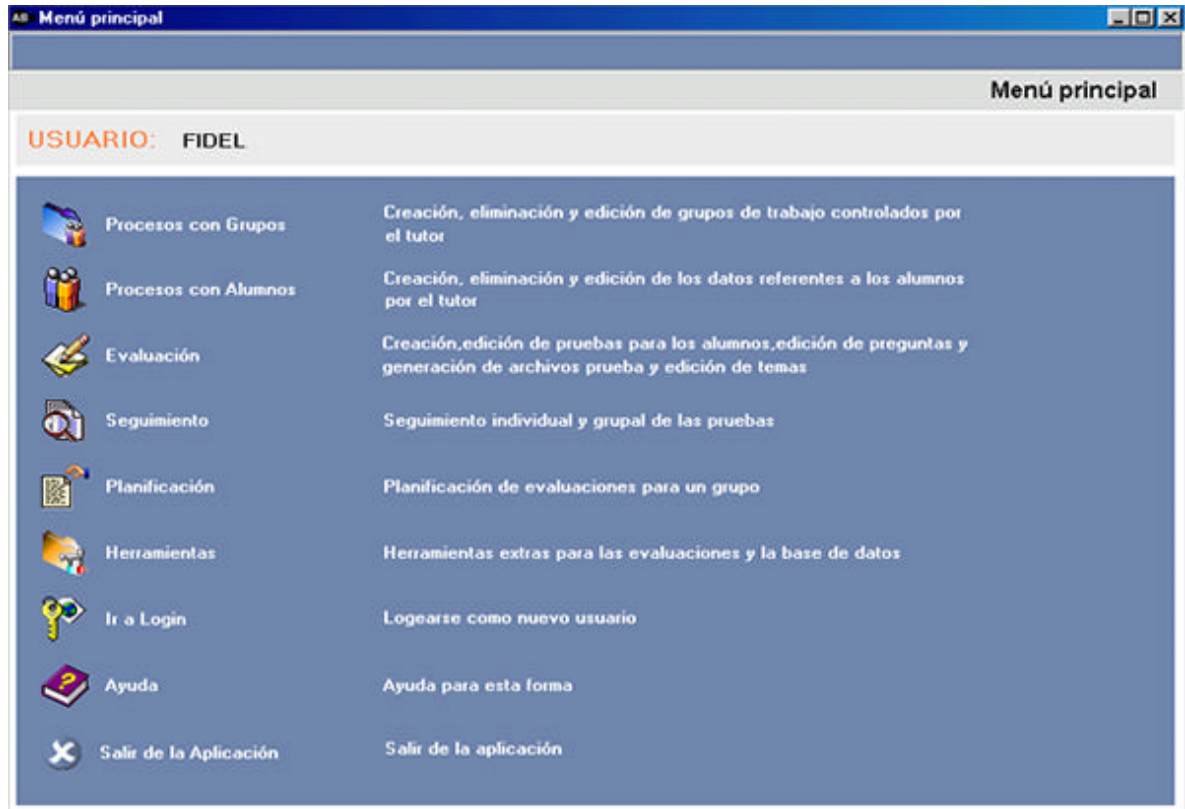 AB Menú principal
Menú principal
USUARIO: FIDEL
Procesos con Grupos
Creación, eliminación y edición de grupos de trabajo controlados por
el tutor
Procesos con Alumnos
Creación, eliminación y edición de los datos referentes a los alumnos
por el tutor
Evaluación
Creación,edición de pruebas para los alumnos,edición de preguntas y
generación de archivos prueba y edición de temas
Seguimiento
Seguimiento individual y grupal de las pruebas
Planificación
Planificación de evaluaciones para un grupo
Herramientas
Herramientas extras para las evaluaciones y la base de datos
Ir a Login
Logearse como nuevo usuario
Ayuda
Ayuda para esta forma
Salir de la Aplicación
Salir de la aplicación